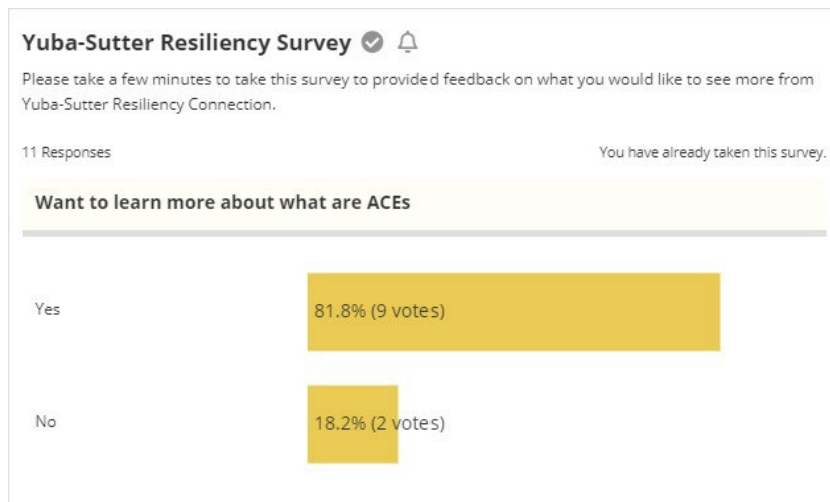 Yuba-Sutter Resiliency Survey
Please take a few minutes to take this survey to provided feedback on what you would like to see more from
Yuba-Sutter Resiliency Connection.
11 Responses
You have already taken this survey.
Want to learn more about what are ACEs
Yes
81.8% (9 votes)
No
18.2% (2 votes)